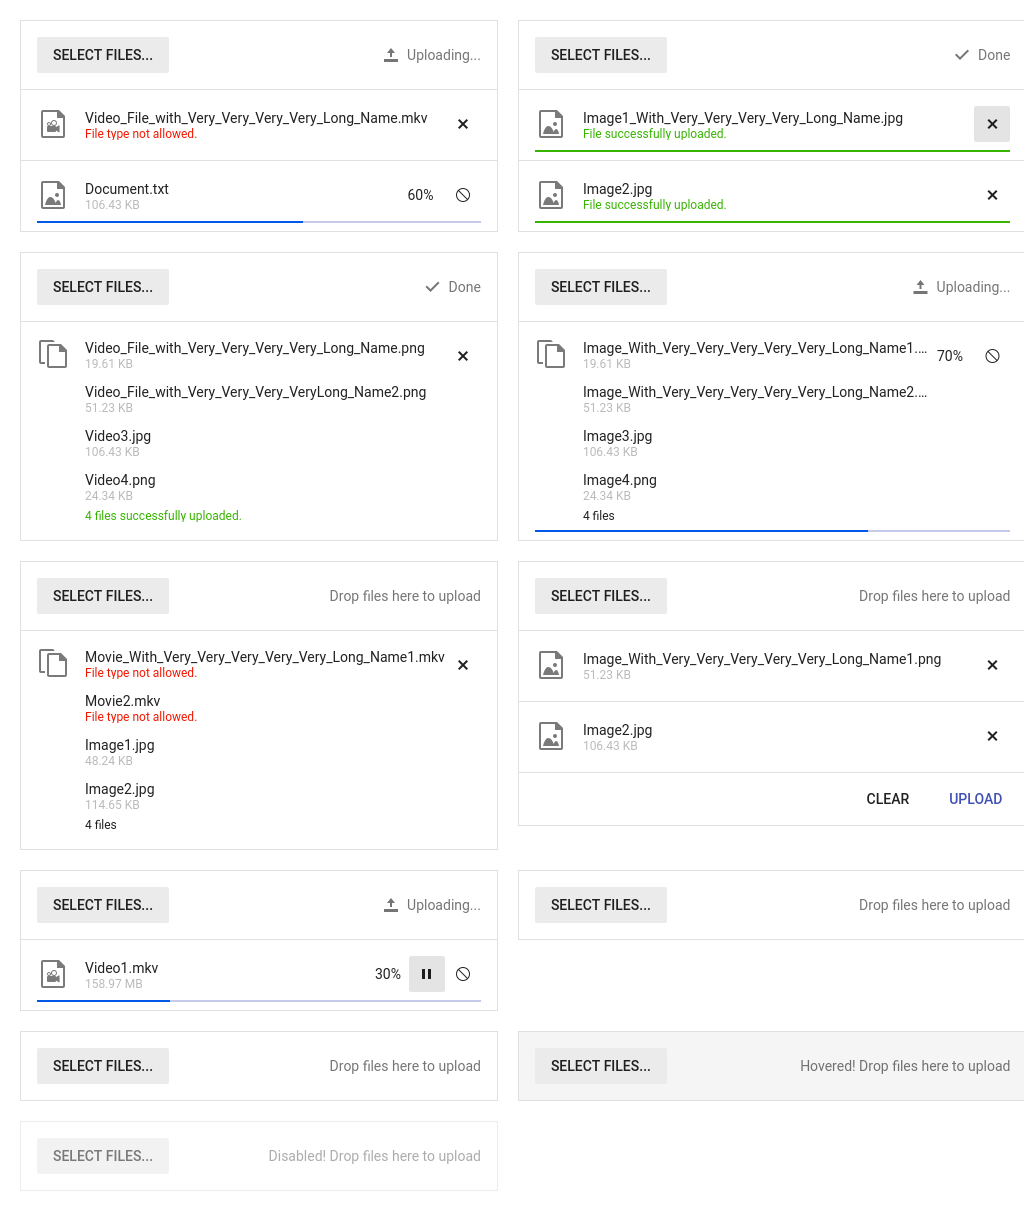 SELECT FILES...
Uploading...
Video_File_with_Very_Very_Very_Very_Long_Name.mkv
File type not allowed.
Document.txt
106.43 KB
60%
SELECT FILES...
Done
Image1_With_Very_Very_Very_Very_Long_Name.jpg
File successfully uploaded.
Image2.jpg
File successfully uploaded.
SELECT FILES...
Done
Video_File_with_Very_Very_Very_Very_Long_Name.png
19.61 KB
Video_File_with_Very_Very_Very_VeryLong_Name2.png
51.23 KB
Video3.jpg
106.43 KB
Video4.png
24.34 KB
4 files successfully uploaded.
SELECT FILES...
Uploading...
Image_With_Very_Very_Very_Very_Very_Long_Name1....
19.61 KB
70%
Image_With_Very_Very_Very_Very_Very_Long_Name2....
51.23 KB
Image3.jpg
106.43 KB
Image4.png
24.34 KB
4 files
SELECT FILES...
Drop files here to upload
Movie_With_Very_Very_Very_Very_Very_Long_Name1.mkv
File type not allowed.
Movie2.mkv
File type not allowed.
Image1.jpg
48.24 KB
Image2.jpg
114.65 KB
4 files
SELECT FILES...
Drop files here to upload
Image_With_Very_Very_Very_Very_Very_Long_Name1.png
51.23 KB
Image2.jpg
106.43 KB
CLEAR
UPLOAD
SELECT FILES...
Uploading...
Video1.mkv
158.97 MB
30%
SELECT FILES...
Drop files here to upload
SELECT FILES...
Drop files here to upload
SELECT FILES...
Hovered! Drop files here to upload
SELECT FILES...
Disabled! Drop files here to upload